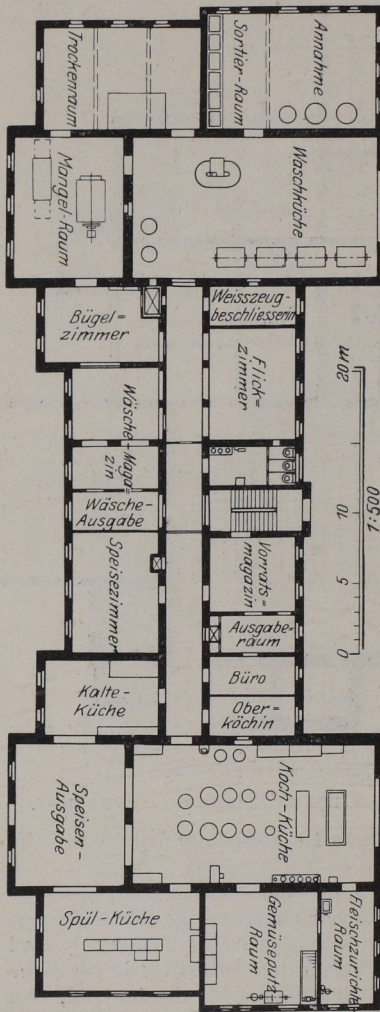 Trockenraum
Sortier-Raum
Annahme
Mangel-Raum
Waschküche
Bügel=
zimmer
Weisszeug-
beschliesserin
Wäsche-Maga=
zin
Flick=
zimmer
Wäsche-
Ausgabe
Speisezimmer
Vorrats=
magazin
Ausgabe-
raum
Büro
Ober=
köchin
Kalte-
Küche
Speisen-
Ausgabe
Koch-Küche
Spül-Küche
Gemüseputz
Raum
Fleischzurichte
Raum
20m
10
5
0
1:500